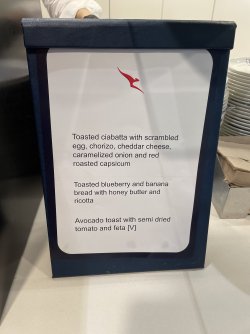 Toasted ciabatta with scrambled
egg, chorizo, cheddar cheese,
caramelized onion and red
roasted capsicum
Toasted blueberry and banana
bread with honey butter and
ricotta
Avocado toast with semi dried
tomato and feta [V]